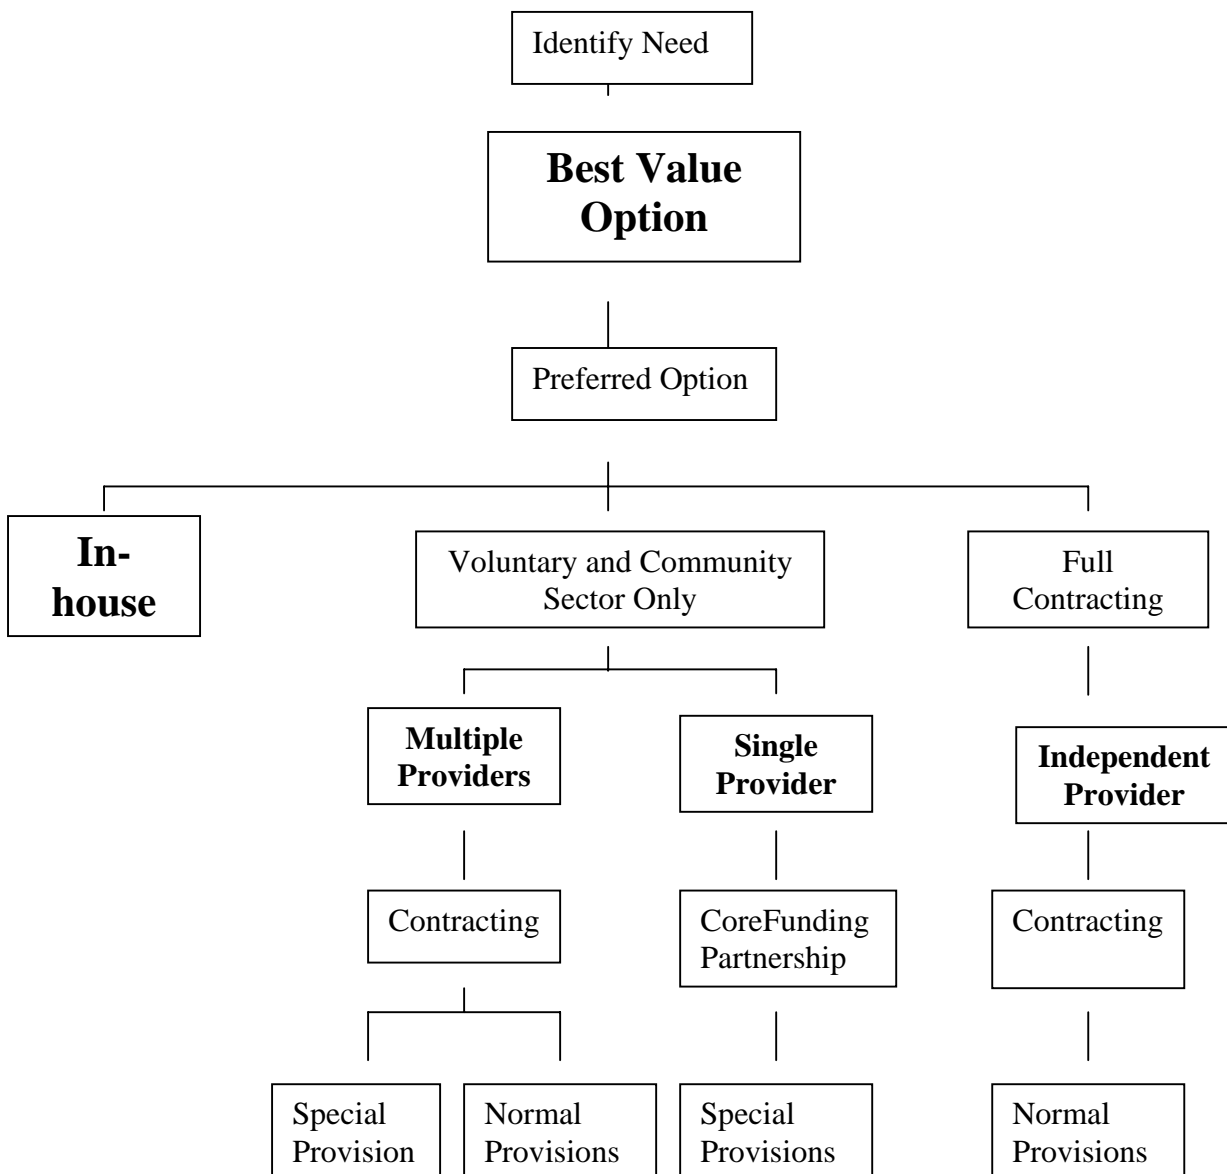 Identify Need
Best Value
Option
Preferred Option
In-
house
Voluntary and Community
Sector Only
Full
Contracting
Multiple
Providers
Single
Provider
Independent
Provider
Contracting
CoreFunding
Partnership
Contracting
Special
Provision
Normal
Provisions
Special
Provisions
Normal
Provisions